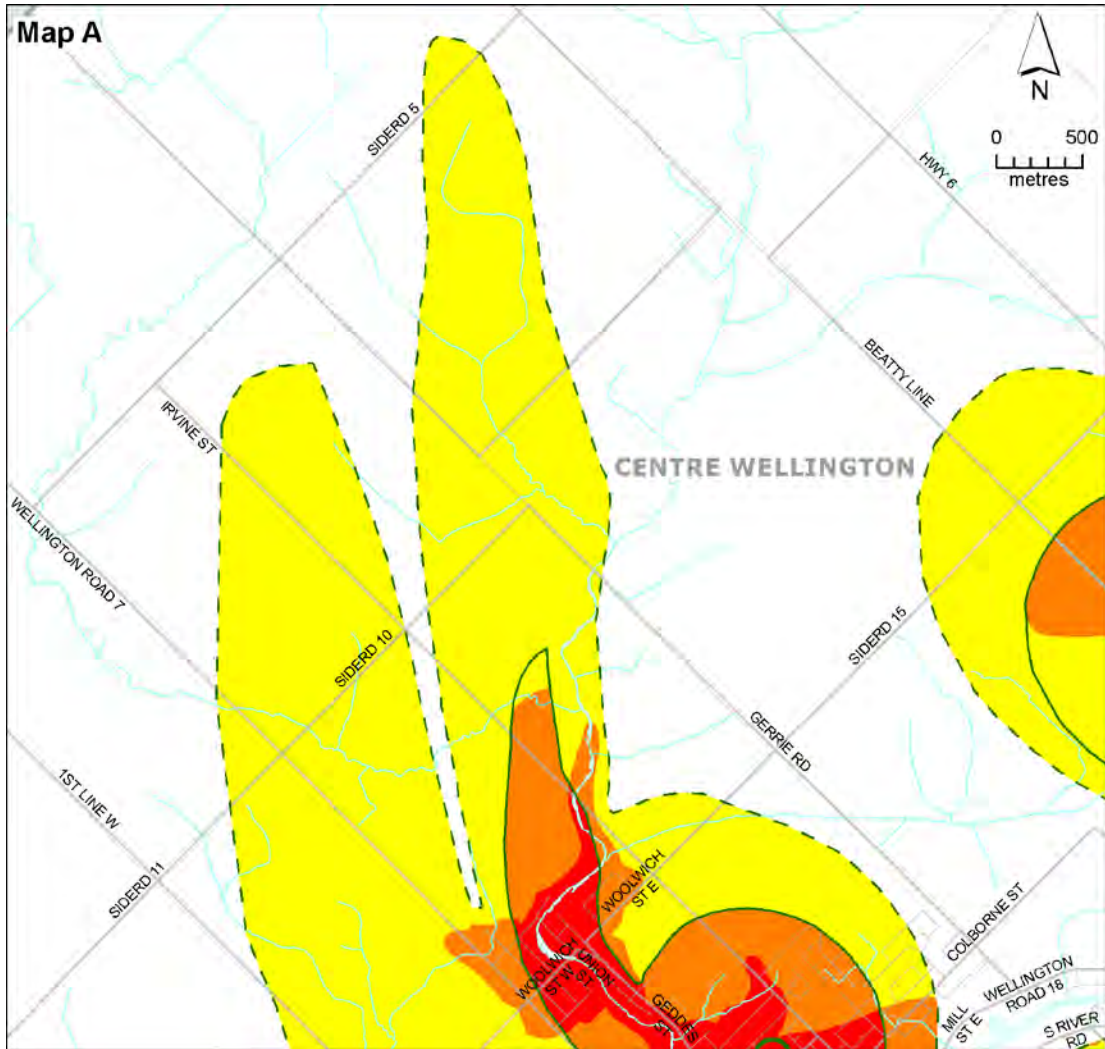 Map A
N
0 500
metres
SIDERD 5
HWY 6
BEATTY LINE
IRVINE ST
CENTRE WELLINGTON
WELLINGTON ROAD 7
SIDERD 10
SIDERD 15
GERRIE RD
1ST LINE W
SIDERD 11
WOOLWICH
ST E
COLBORNE ST
WOOLWICH
ST W
UNION
ST
GEDDES
ST
MILL
ST E
WELLINGTON
ROAD 18
S RIVER
RD